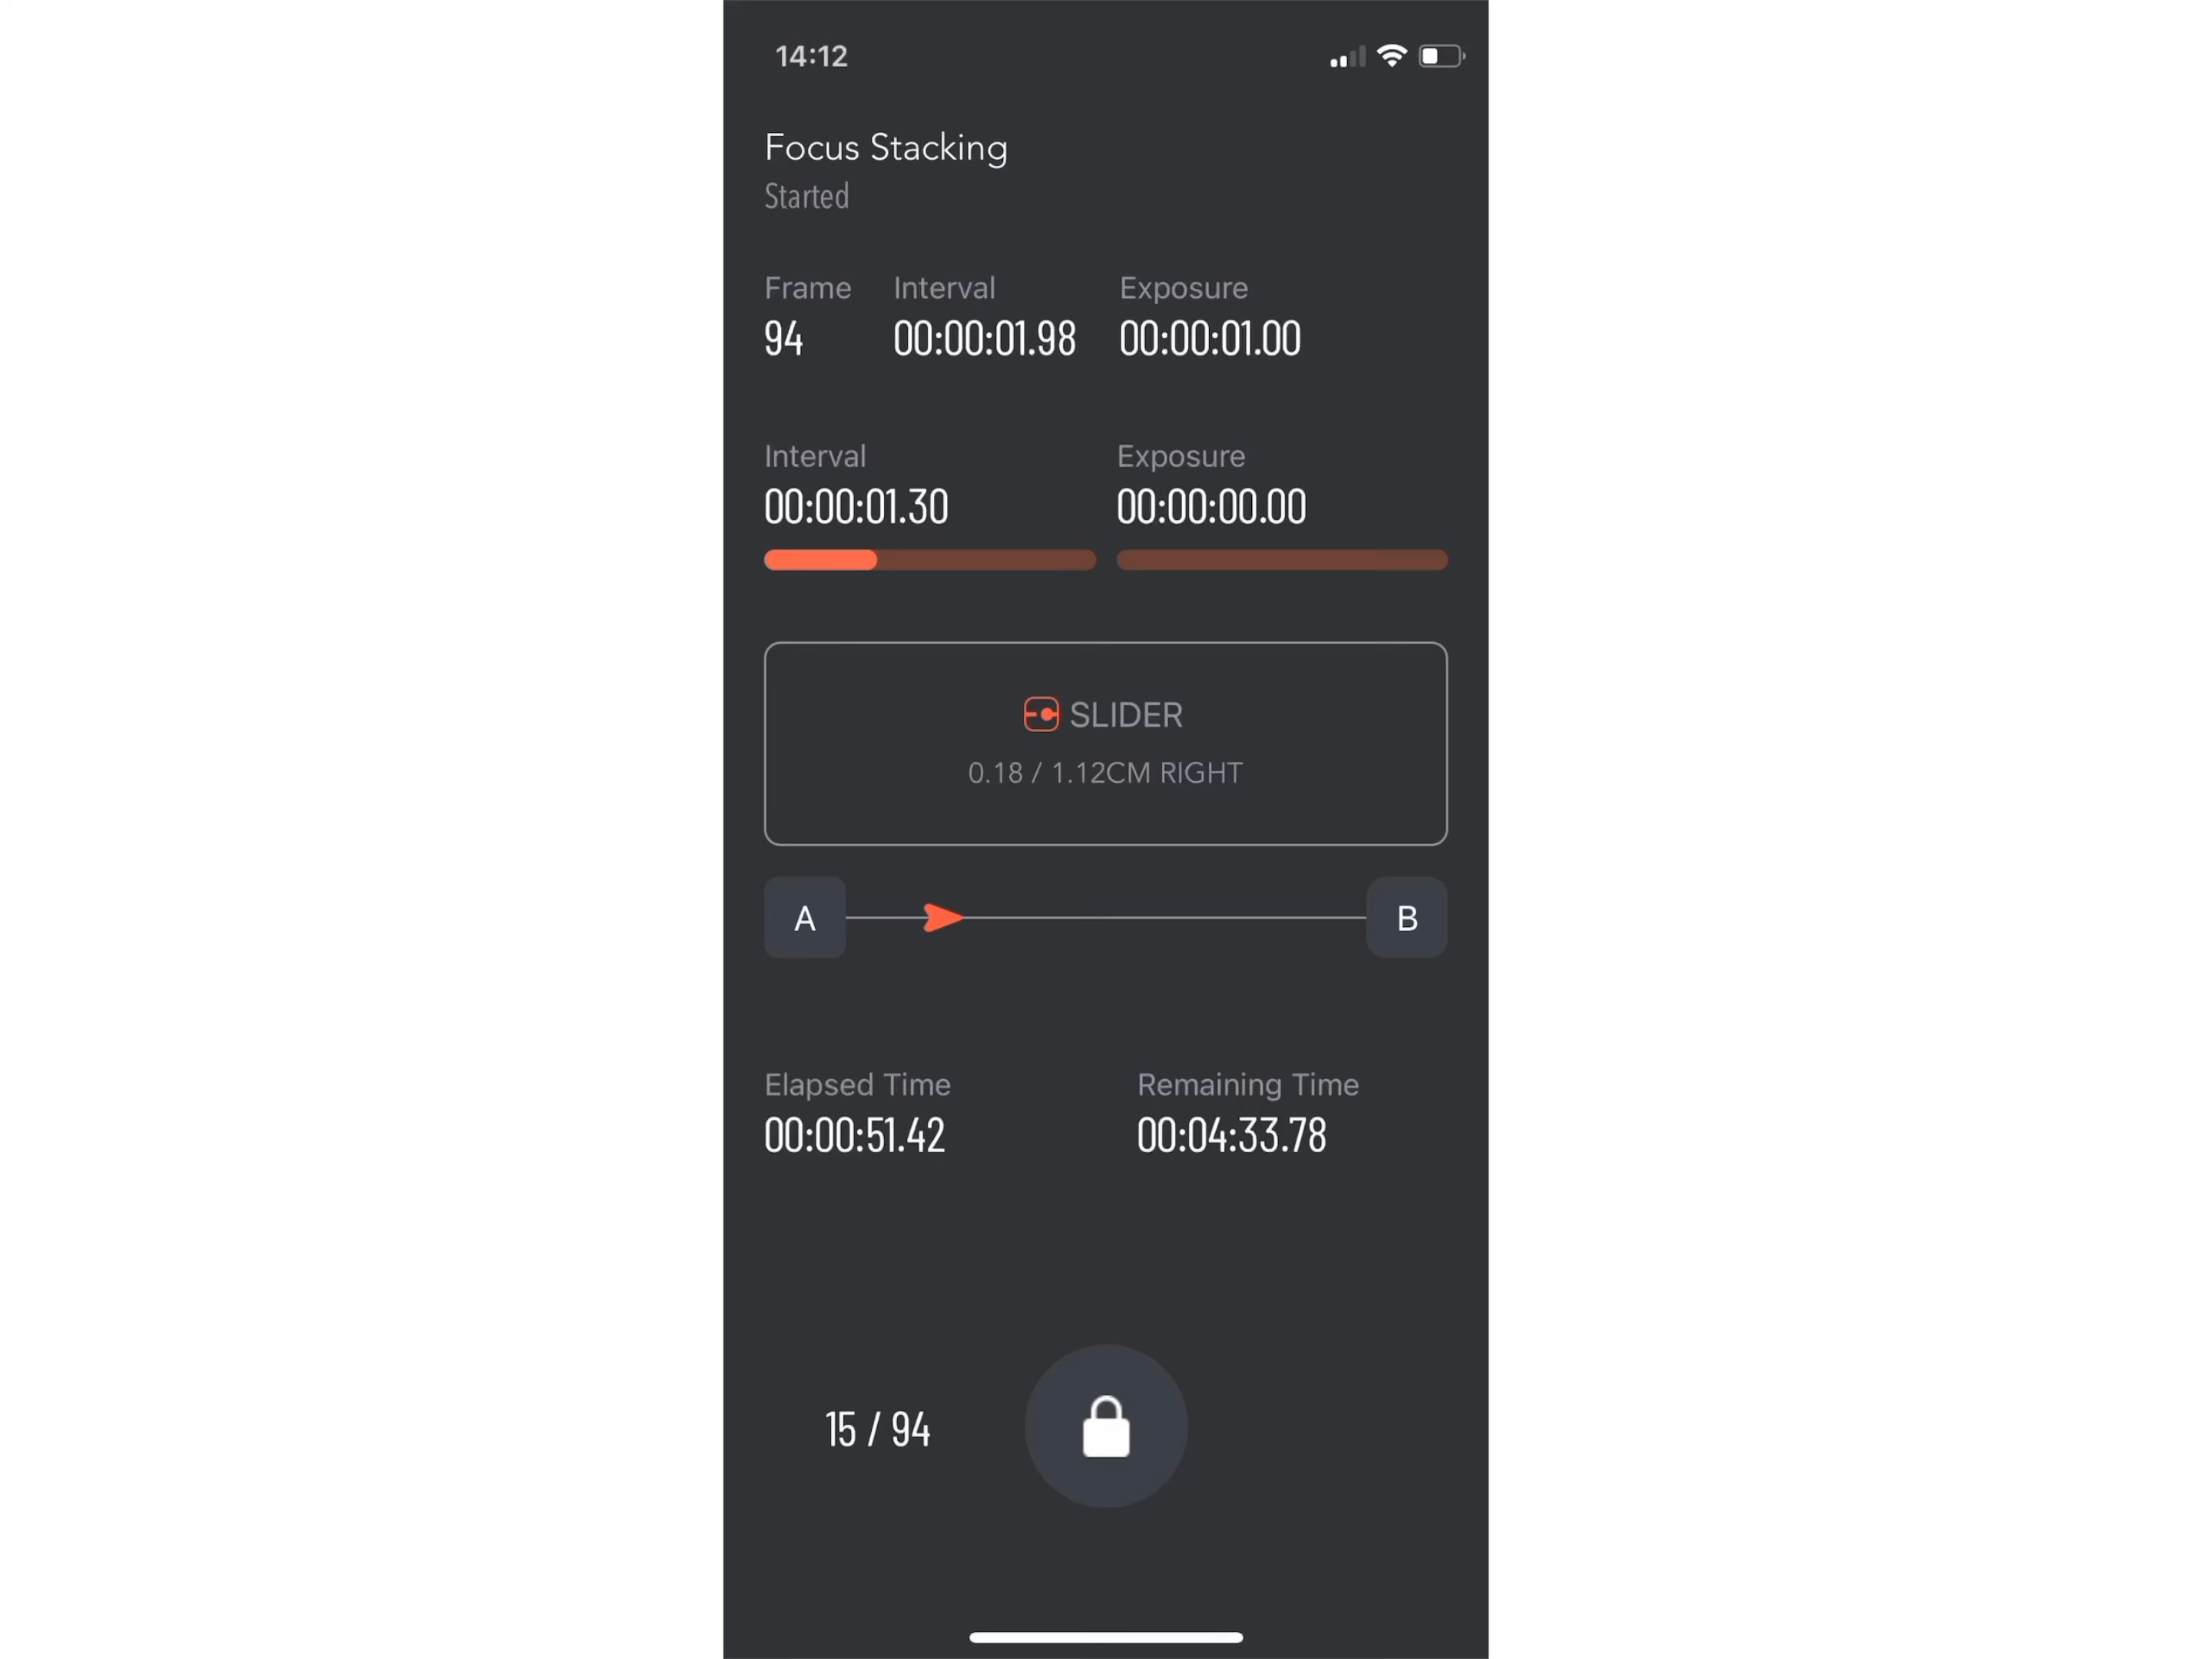 14:12
Focus Stacking
Started
Frame Interval Exposure
94 00:00:01.98 00:00:01.00
Interval Exposure
00:00:01.30 00:00:00.00
SLIDER
0.18 / 1.12CM RIGHT
A B
Elapsed Time Remaining Time
00:00:51.42 00:04:33.78
15 / 94